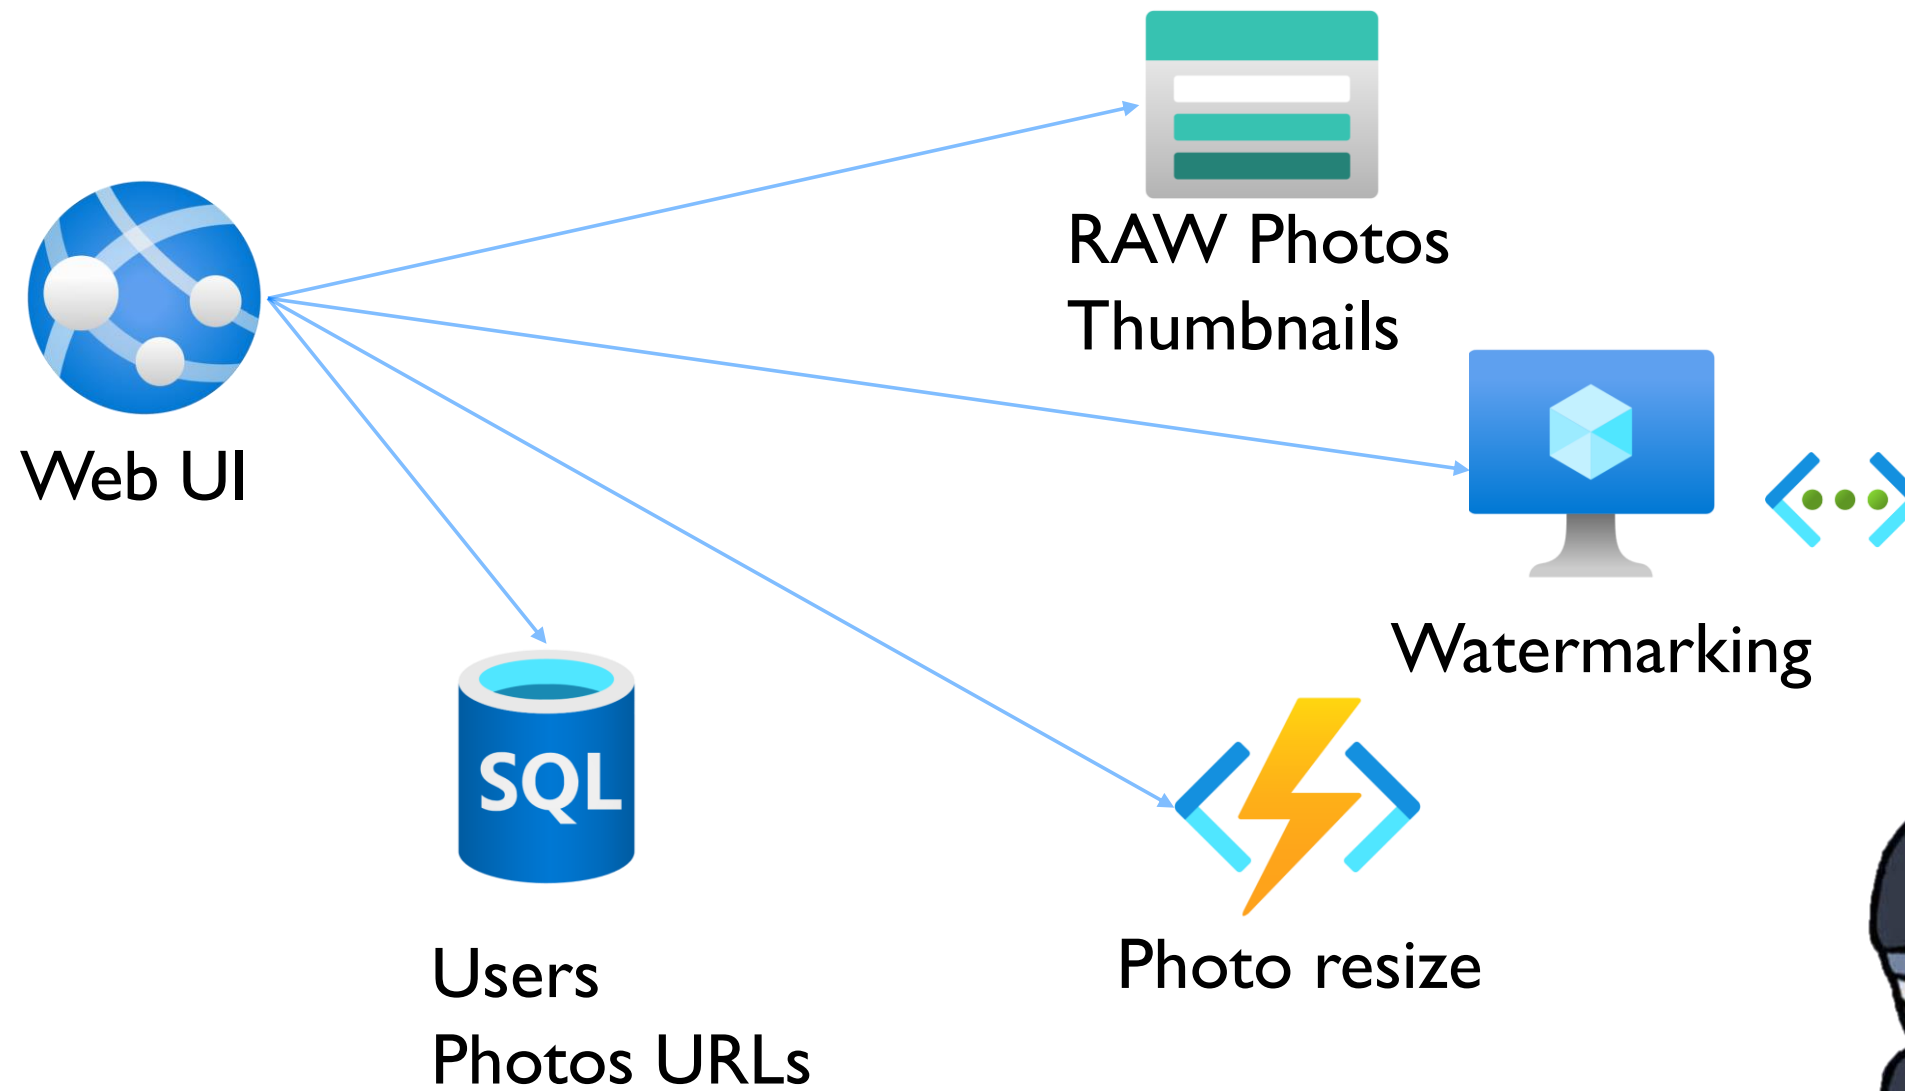 RAW Photos
Thumbnails
Web UI
Watermarking
SQL
Photo resize
Users
Photos URLs